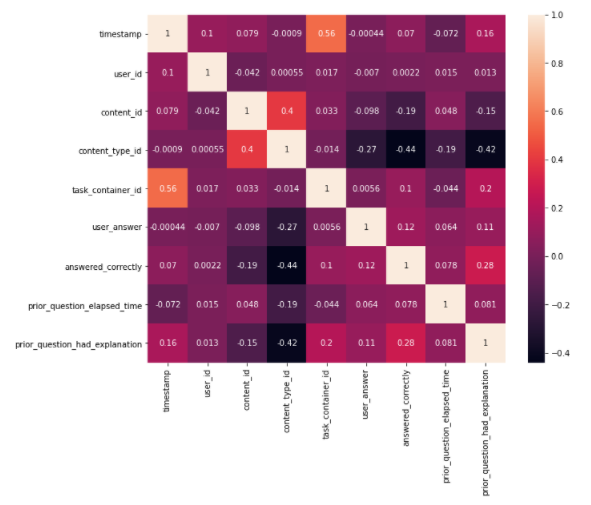 timestamp 1 0.1 0.079 -0.0009 0.56 -0.00044 0.07 -0.072 0.16
user_id 0.1 1 -0.042 0.00055 0.017 -0.007 0.0022 0.015 0.013
content_id 0.079 -0.042 1 0.4 0.033 -0.098 -0.19 0.048 -0.15
content_type_id -0.0009 0.00055 0.4 1 -0.014 -0.27 -0.44 -0.19 -0.42
task_container_id 0.56 0.017 0.033 -0.014 1 0.0056 0.1 -0.044 0.2
user_answer -0.00044 -0.007 -0.098 -0.27 0.0056 1 0.12 0.064 0.11
answered_correctly 0.07 0.0022 -0.19 -0.44 0.1 0.12 1 0.078 0.28
prior_question_elapsed_time -0.072 0.015 0.048 -0.19 -0.044 0.064 0.078 1 0.081
prior_question_had_explanation 0.16 0.013 -0.15 -0.42 0.2 0.11 0.28 0.081 1
timestamp
user_id
content_id
content_type_id
task_container_id
user_answer
answered_correctly
prior_question_elapsed_time
prior_question_had_explanation
1.0
0.8
0.6
0.4
0.2
0.0
−0.2
−0.4